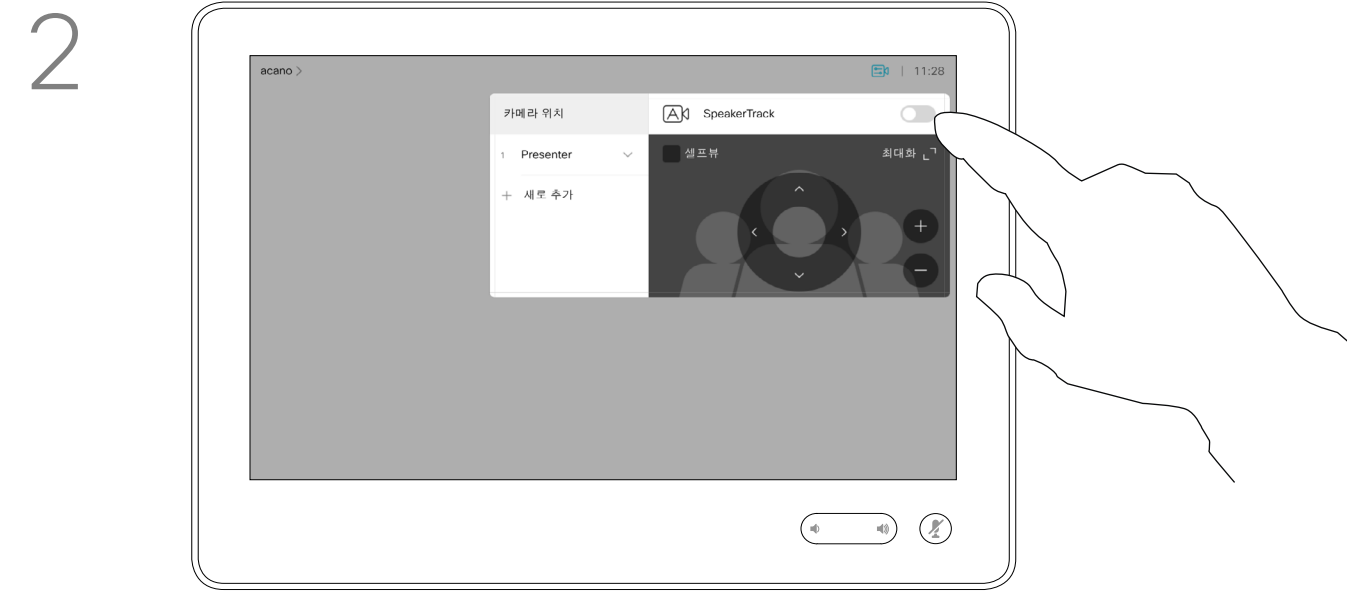 2
acano >
11:28
카메라 위치
SpeakerTrack
1 Presenter
셀프뷰
최대화
+ 새로 추가